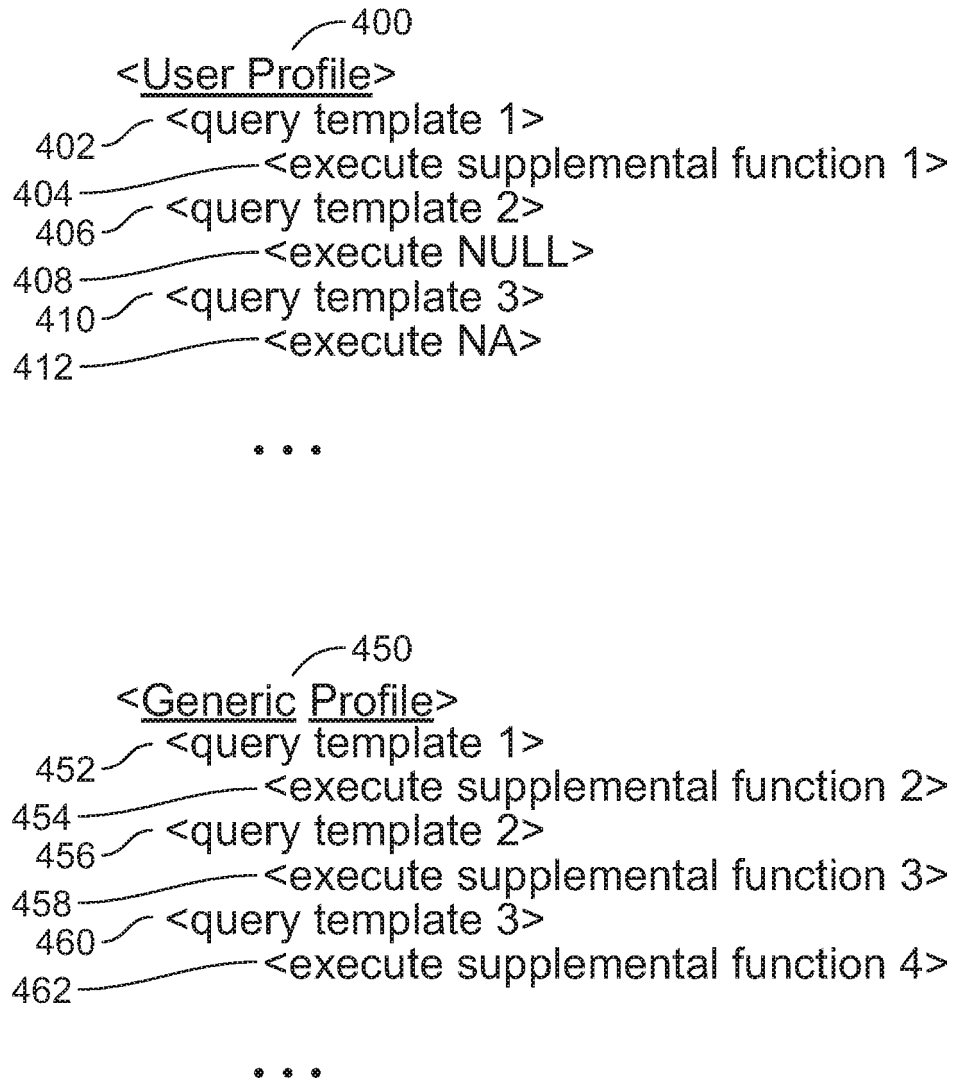 400
<User Profile>
402 <query template 1>
404 <execute supplemental function 1>
406 <query template 2>
408 <execute NULL>
410 <query template 3>
412 <execute NA>
...
450
<Generic Profile>
452 <query template 1>
454 <execute supplemental function 2>
456 <query template 2>
458 <execute supplemental function 3>
460 <query template 3>
462 <execute supplemental function 4>
...